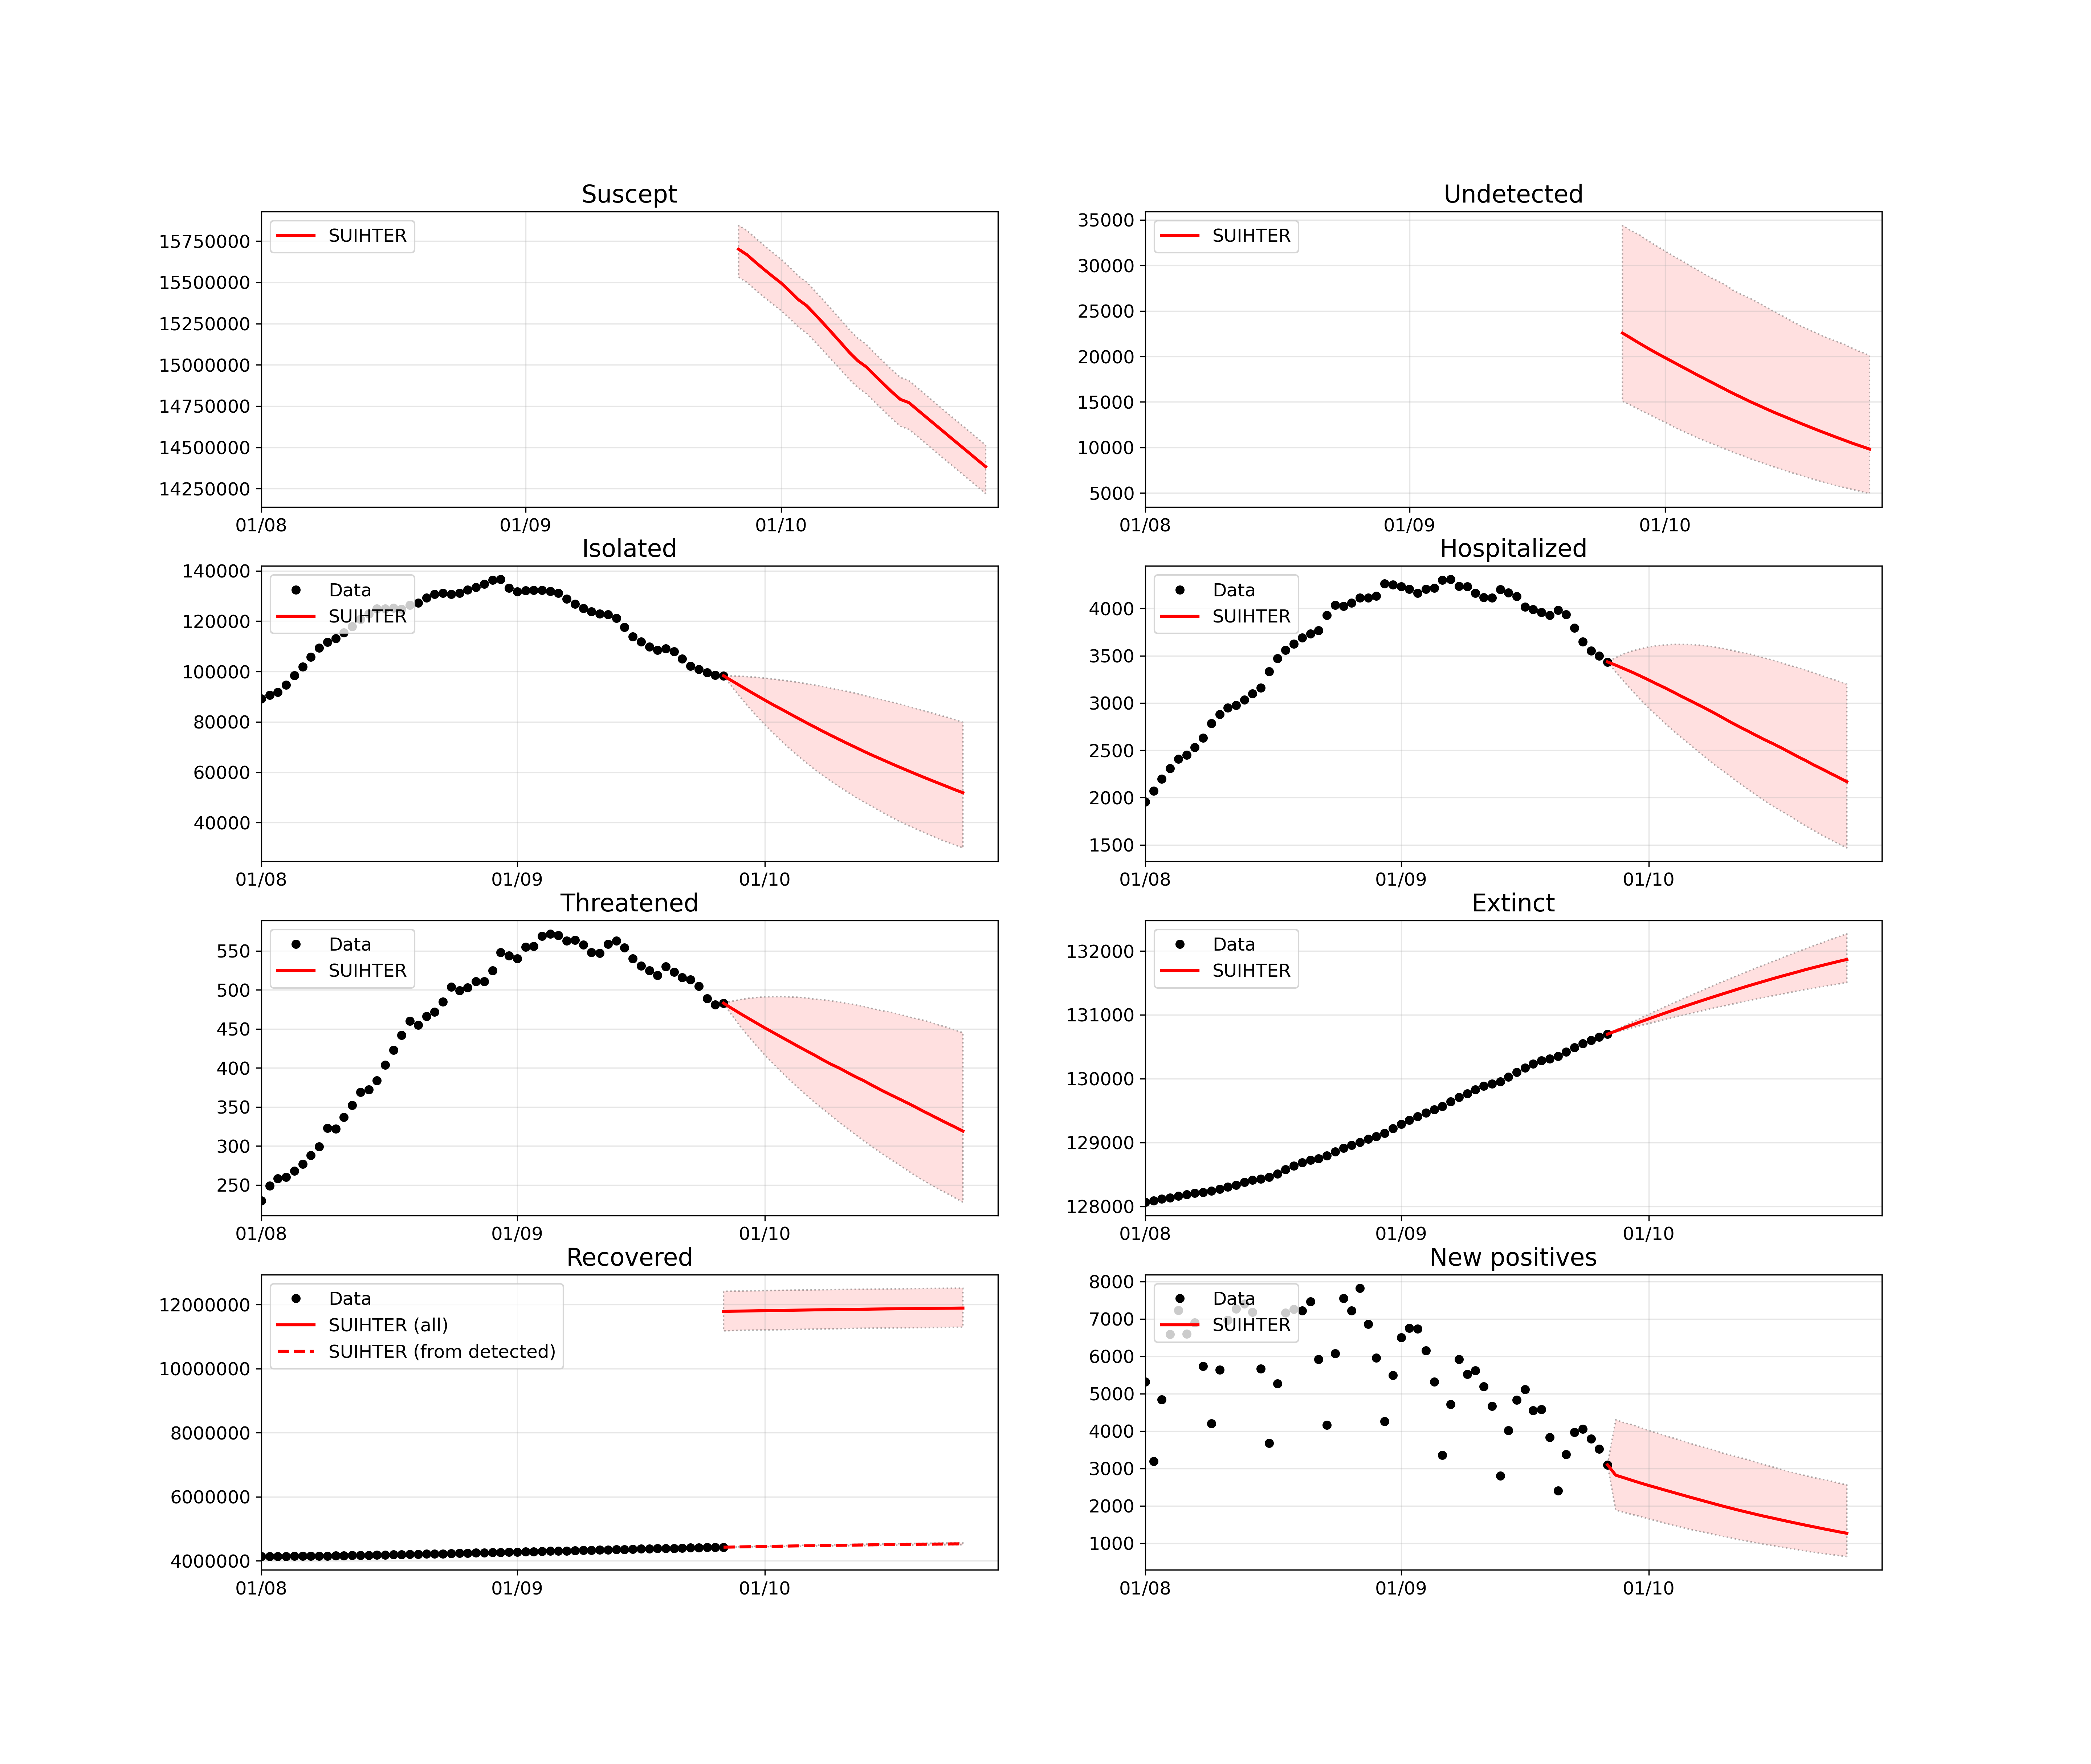 Suscept
SUIHTER
15750000
15500000
15250000
15000000
14750000
14500000
14250000
01/08 01/09 01/10
Undetected
SUIHTER
35000
30000
25000
20000
15000
10000
5000
01/08 01/09 01/10
Isolated
Data
SUIHTER
140000
120000
100000
80000
60000
40000
01/08 01/09 01/10
Hospitalized
Data
SUIHTER
4000
3500
3000
2500
2000
1500
01/08 01/09 01/10
Threatened
Data
SUIHTER
550
500
450
400
350
300
250
01/08 01/09 01/10
Extinct
Data
SUIHTER
132000
131000
130000
129000
128000
01/08 01/09 01/10
Recovered
Data
SUIHTER (all)
SUIHTER (from detected)
12000000
10000000
8000000
6000000
4000000
01/08 01/09 01/10
New positives
Data
SUIHTER
8000
7000
6000
5000
4000
3000
2000
1000
01/08 01/09 01/10